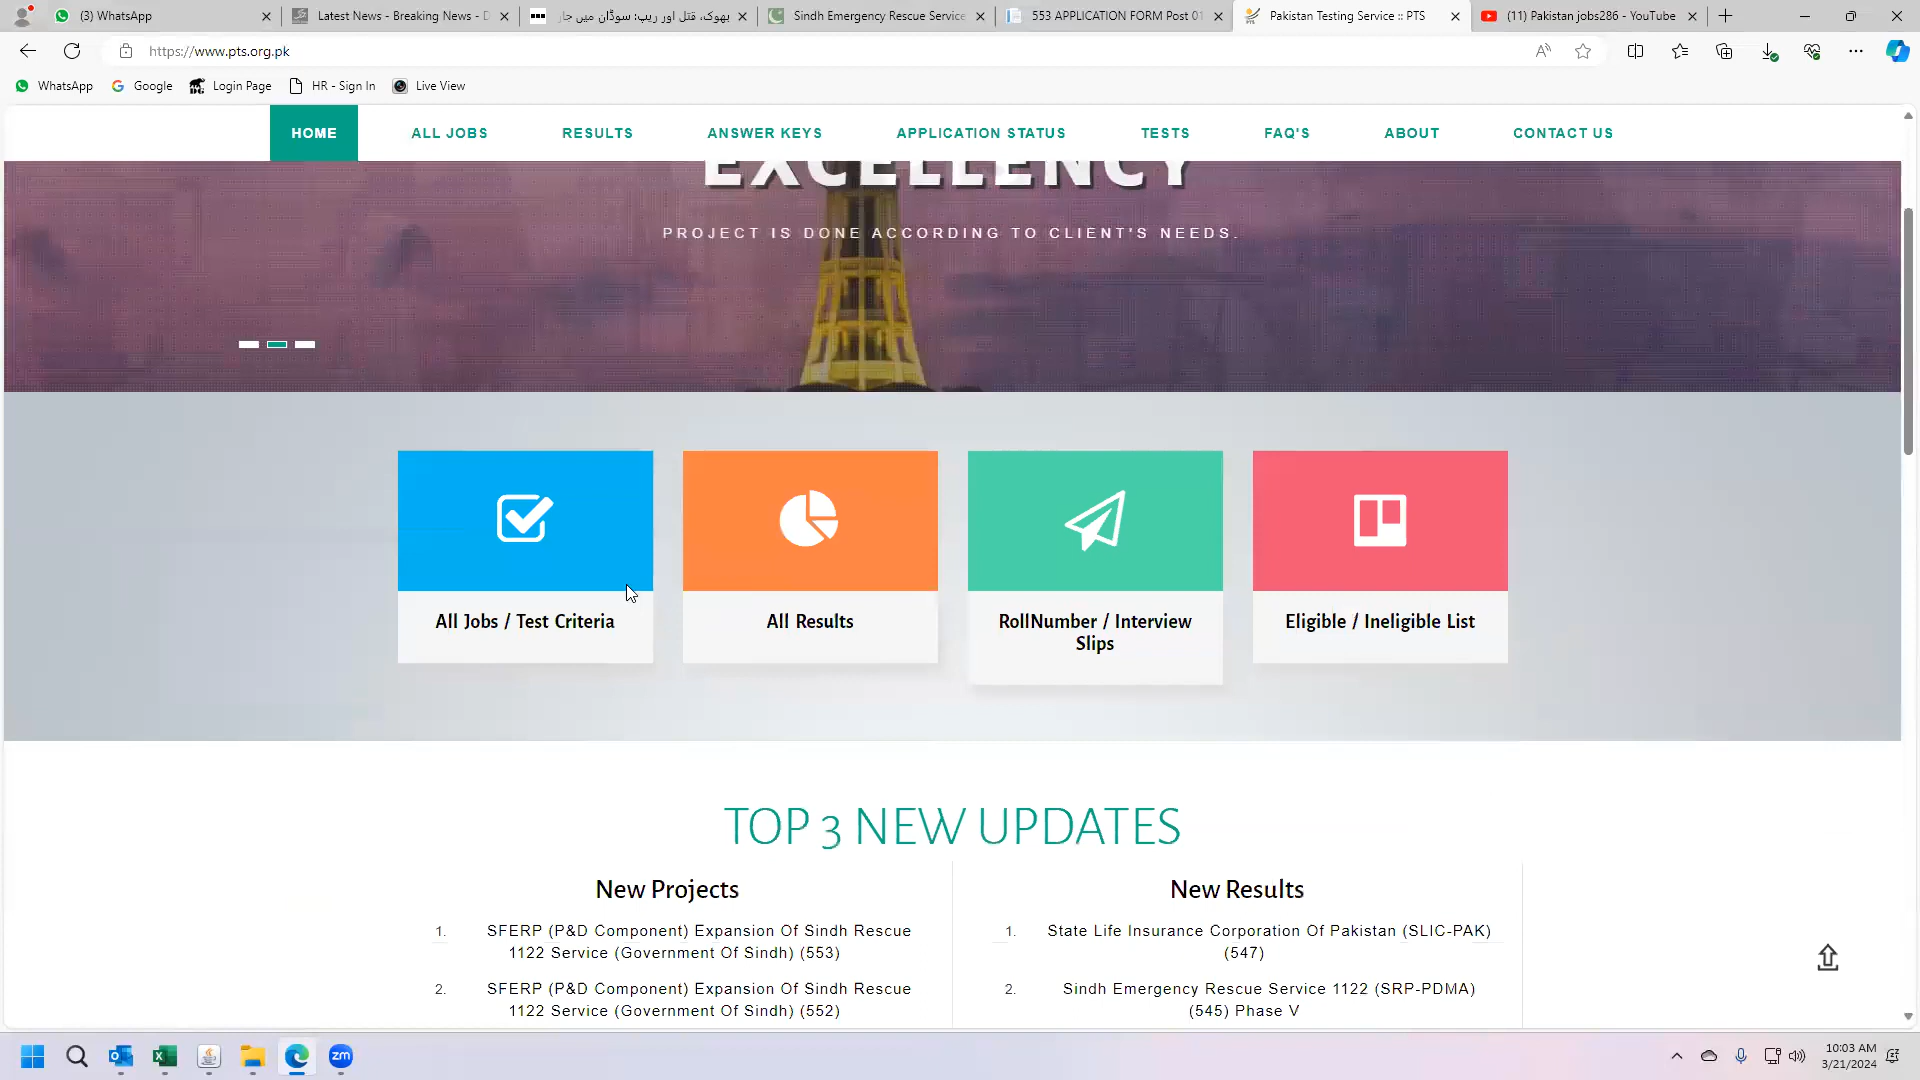 (3) WhatsApp
Latest News - Breaking News - D
بھوک، قتل اور ریپ: سوڈان میں جار
Sindh Emergency Rescue Service
553 APPLICATION FORM Post 01
Pakistan Testing Service :: PTS
(11) Pakistan jobs286 - YouTube
https://www.pts.org.pk
WhatsApp
Google
Login Page
HR - Sign In
Live View
HOME
ALL JOBS
RESULTS
ANSWER KEYS
APPLICATION STATUS
TESTS
FAQ'S
ABOUT
CONTACT US
EXCELLENCY
PROJECT IS DONE ACCORDING TO CLIENT'S NEEDS.
All Jobs / Test Criteria
All Results
RollNumber / Interview
Slips
Eligible / Ineligible List
TOP 3 NEW UPDATES
New Projects
1. SFERP (P&D Component) Expansion Of Sindh Rescue
1122 Service (Government Of Sindh) (553)
2. SFERP (P&D Component) Expansion Of Sindh Rescue
1122 Service (Government Of Sindh) (552)
New Results
1. State Life Insurance Corporation Of Pakistan (SLIC-PAK)
(547)
2. Sindh Emergency Rescue Service 1122 (SRP-PDMA)
(545) Phase V
zm
10:03 AM
3/21/2024